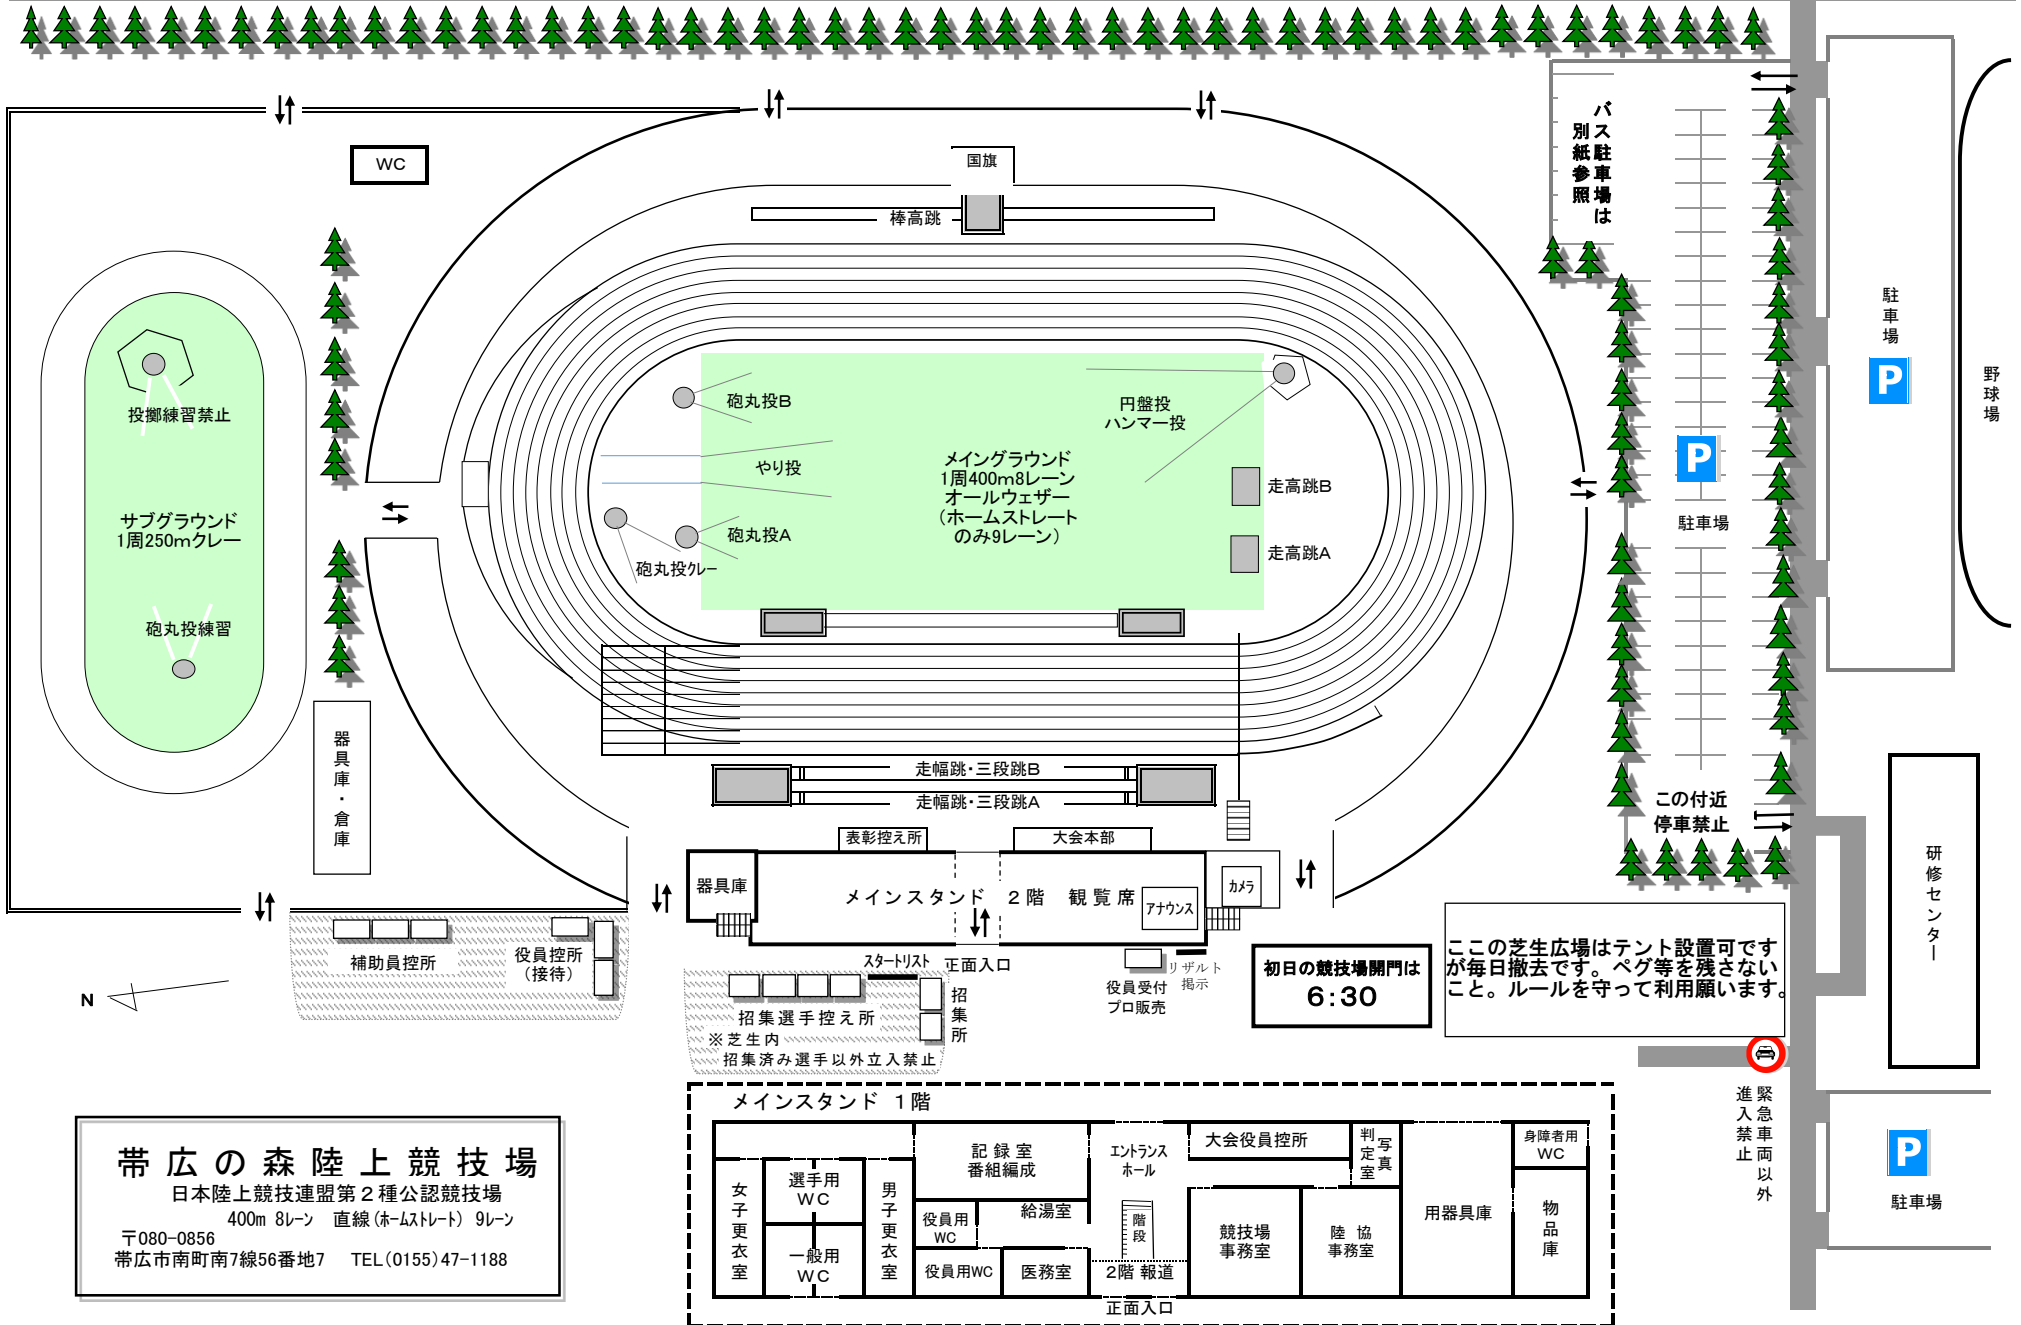 WC
国旗
棒高跳
バス駐車場は
別紙参照
駐車場
P
野球場
投擲練習禁止
サブグラウンド
1周250mクレー
砲丸投練習
砲丸投B
やり投
砲丸投A
砲丸投クレー
円盤投
ハンマー投
メイングラウンド
1周400m8レーン
オールウェザー
(ホームストレート
のみ9レーン)
走高跳B
走高跳A
P
駐車場
器具庫・倉庫
走幅跳・三段跳B
走幅跳・三段跳A
この付近
停車禁止
表彰控え所
大会本部
器具庫
メインスタンド 2階 観覧席
アナウンス
カメラ
研修センター
補助員控所
役員控所
(接待)
スタートリスト
正面入口
招集所
招集選手控え所
※芝生内
招集済み選手以外立入禁止
役員受付
プロ販売
リザルト
掲示
初日の競技場開門は
6:30
ここの芝生広場はテント設置可です
が毎日撤去です。ペグ等を残さない
こと。ルールを守って利用願います。
N
緊急車両以外
進入禁止
P
駐車場
メインスタンド 1階
女子更衣室
選手用
WC
一般用
WC
男子更衣室
記録室
番組編成
役員用
WC
給湯室
役員用WC
医務室
エントランス
ホール
階段
2階 報道
正面入口
大会役員控所
写真
判定室
競技場
事務室
陸協
事務室
用器具庫
身障者用
WC
物品庫
帯広の森陸上競技場
日本陸上競技連盟第2種公認競技場
400m 8レーン 直線(ホームストレート) 9レーン
〒080-0856
帯広市南町南7線56番地7 TEL(0155)47-1188